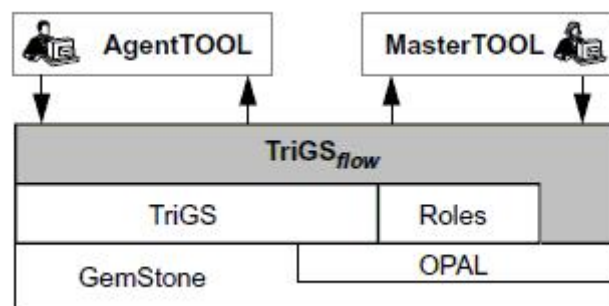 AgentTOOL
MasterTOOL
TriGSflow
TriGS
Roles
OPAL
GemStone